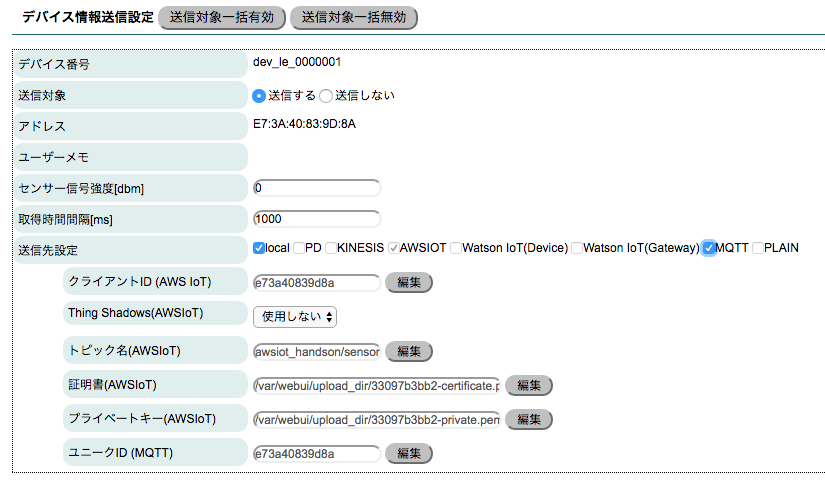 デバイス情報送信設定 送信対象一括有効 送信対象一括無効
デバイス番号 dev_le_0000001
送信対象 送信する 送信しない
アドレス E7:3A:40:83:9D:8A
ユーザーメモ
センサー信号強度[dbm] 0
取得時間間隔[ms] 1000
送信先設定 local PD KINESIS AWSIOT Watson IoT(Device) Watson IoT(Gateway) MQTT PLAIN
クライアントID (AWS IoT) e73a40839d8a 編集
Thing Shadows(AWSIoT) 使用しない
トピック名(AWSIoT) awsiot_handson/sensor 編集
証明書(AWSIoT) /var/webui/upload_dir/33097b3bb2-certificate.p 編集
プライベートキー(AWSIoT) /var/webui/upload_dir/33097b3bb2-private.pem 編集
ユニークID (MQTT) e73a40839d8a 編集